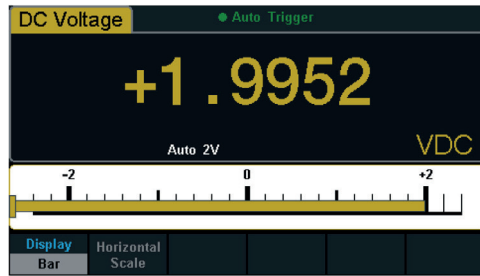 DC Voltage
Auto Trigger
+1.9952
Auto 2V
VDC
-2 0 +2
Display Horizontal
Bar Scale